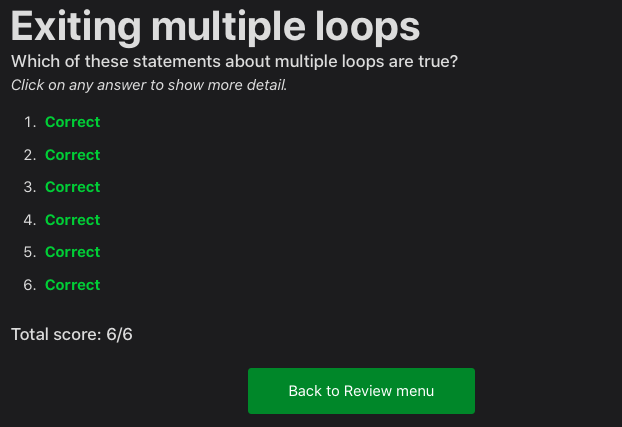 Exiting multiple loops
Which of these statements about multiple loops are true?
Click on any answer to show more detail.
1. Correct
2. Correct
3. Correct
4. Correct
5. Correct
6. Correct
Total score: 6/6
Back to Review menu